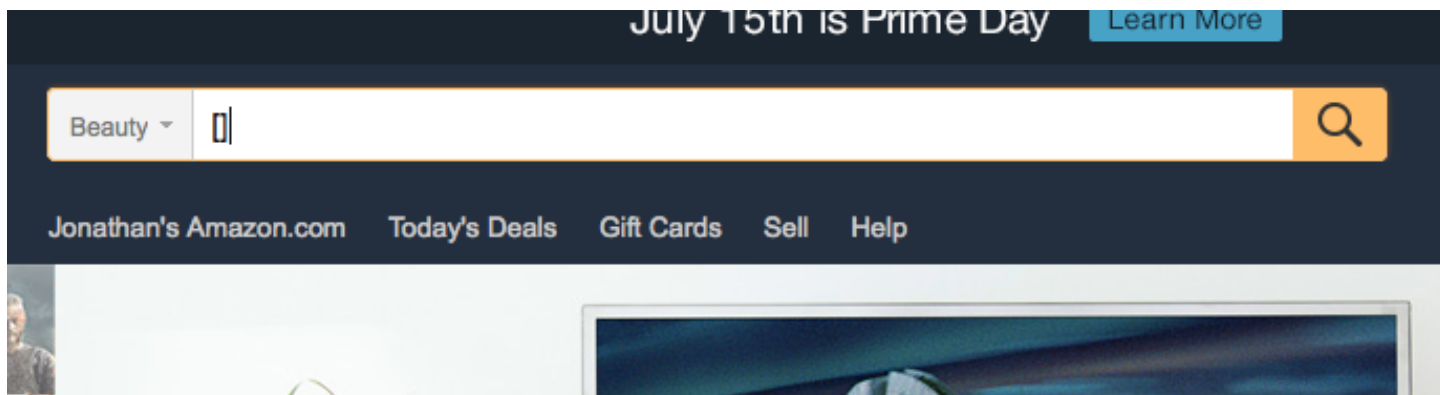 July 15th is Prime Day Learn More
Beauty []
Jonathan's Amazon.com Today's Deals Gift Cards Sell Help